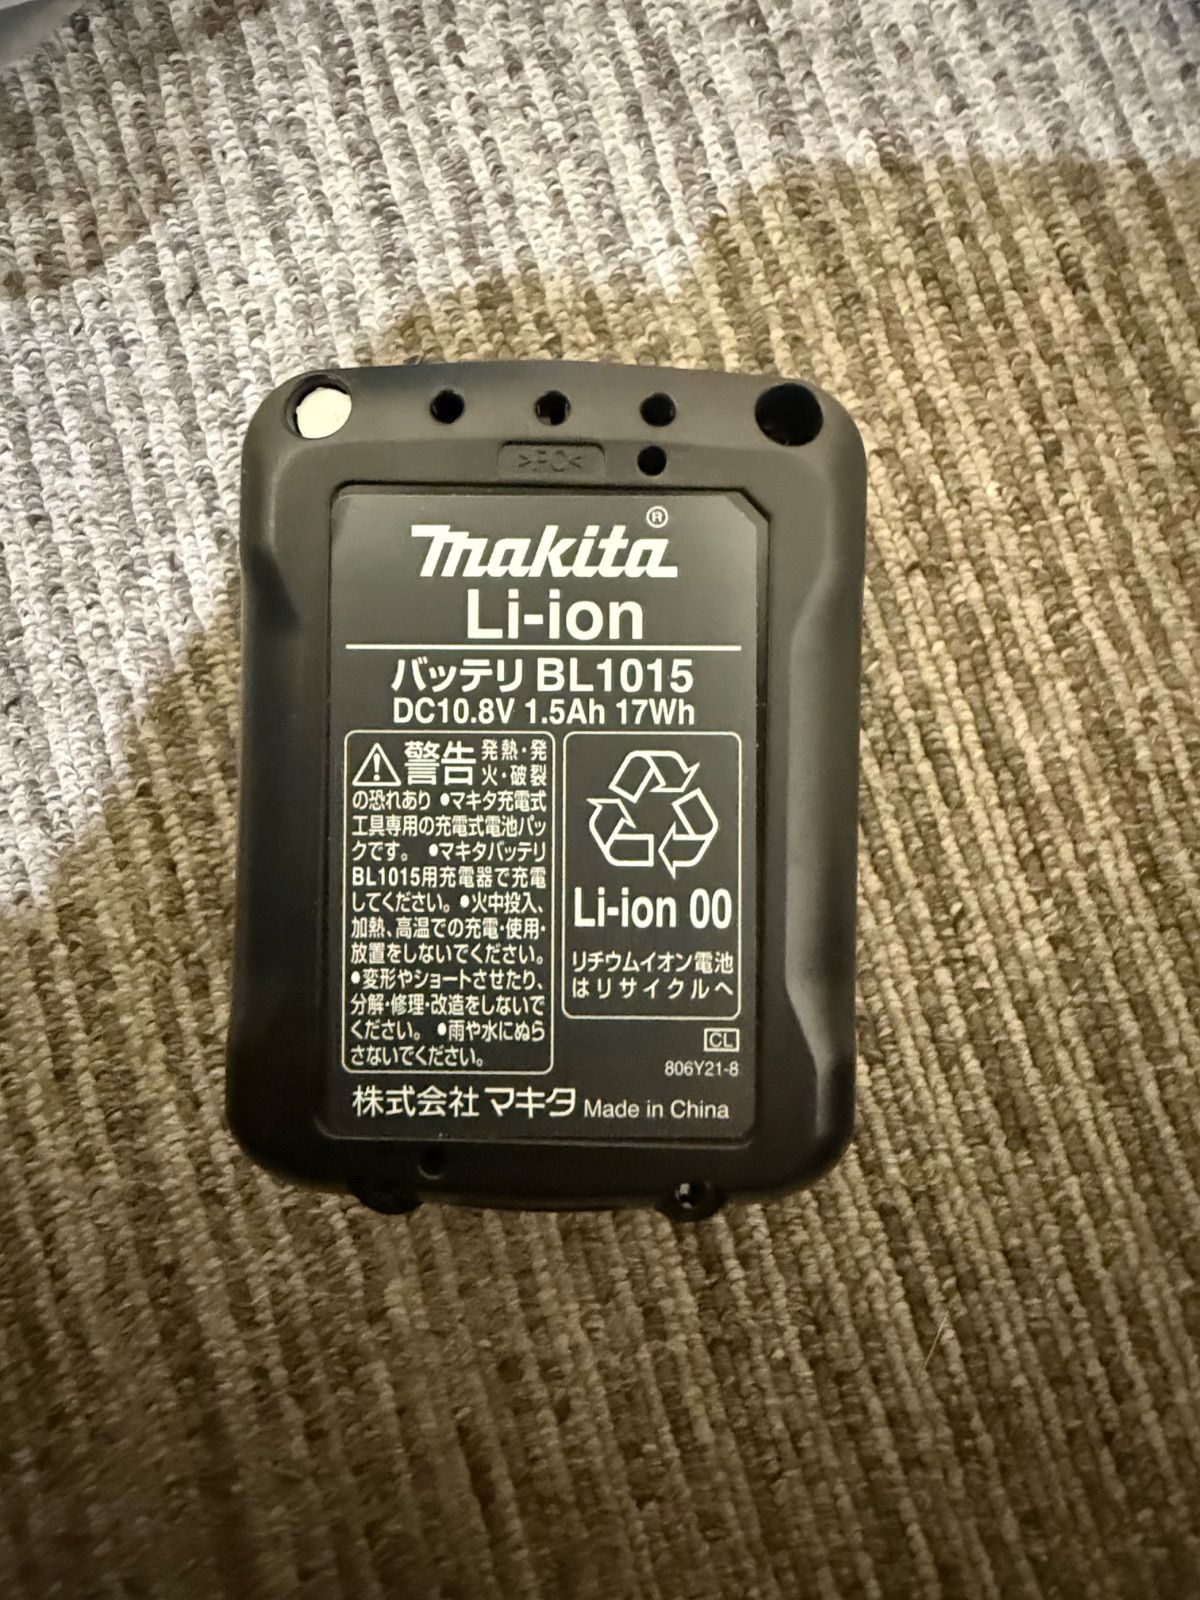 >PC<
makita®
Li-ion
バッテリ BL1015
DC10.8V 1.5Ah 17Wh
警告 発熱・発
火・破裂
の恐れあり ●マキタ充電式
工具専用の充電式電池パッ
クです。 ●マキタバッテリ
BL1015用充電器で充電
してください。●火中投入、
加熱、高温での充電・使用・
放置をしないでください。
●変形やショートさせたり、
分解・修理・改造をしないで
ください。 ●雨や水にぬら
さないでください。
Li-ion 00
リチウムイオン電池
はリサイクルへ
CL
806Y21-8
株式会社マキタ Made in China